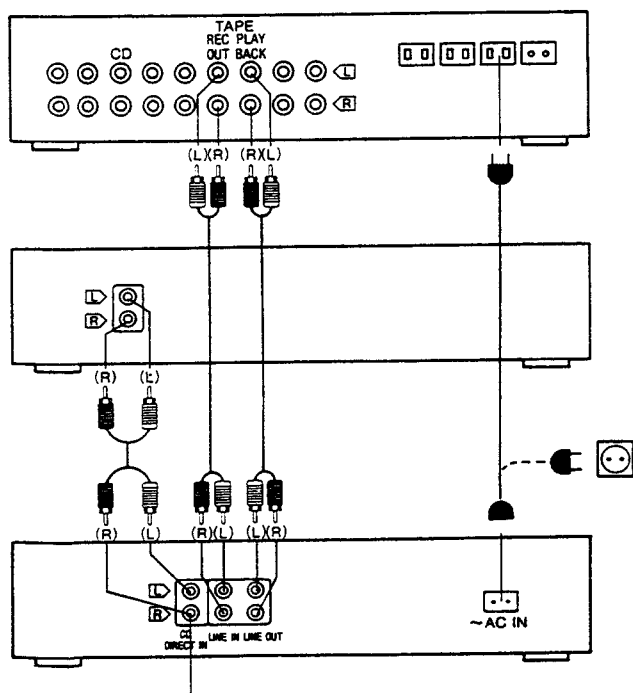 TAPE
REC PLAY
CD OUT BACK
L
R
(L)(R) (R)(L)
L
R
(R) (L)
(R) (L) (R)(L) (L)(R)
L
R
CD
DIRECT IN LINE IN LINE OUT
~AC IN